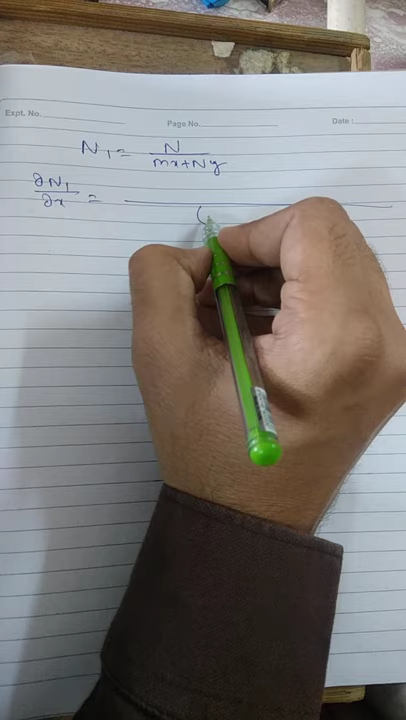 Expt. No.
Page No.
Date :
N₁ = N / (Mx + Ny)
∂N₁/∂x = ――― (